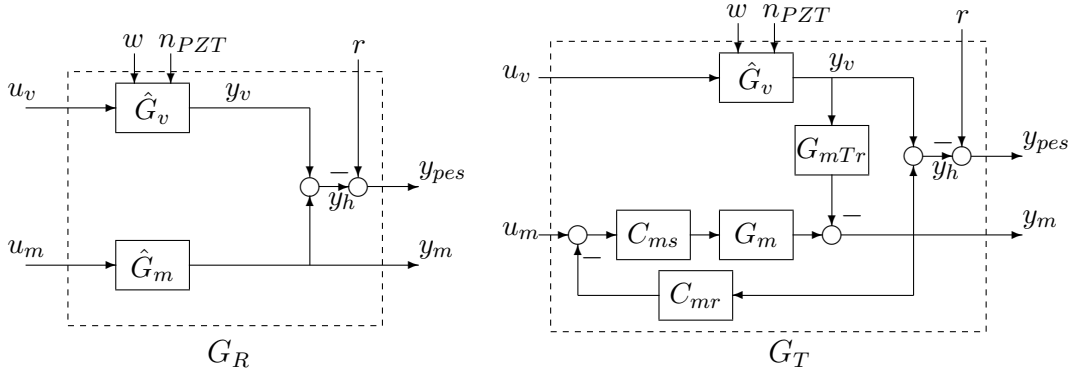 w n_{PZT} r
u_v \hat{G}_v y_v
− y_h y_{pes}
u_m \hat{G}_m y_m
G_R
w n_{PZT} r
u_v \hat{G}_v y_v
G_{mTr} − y_h y_{pes}
u_m C_{ms} G_m − y_m
−
C_{mr}
G_T